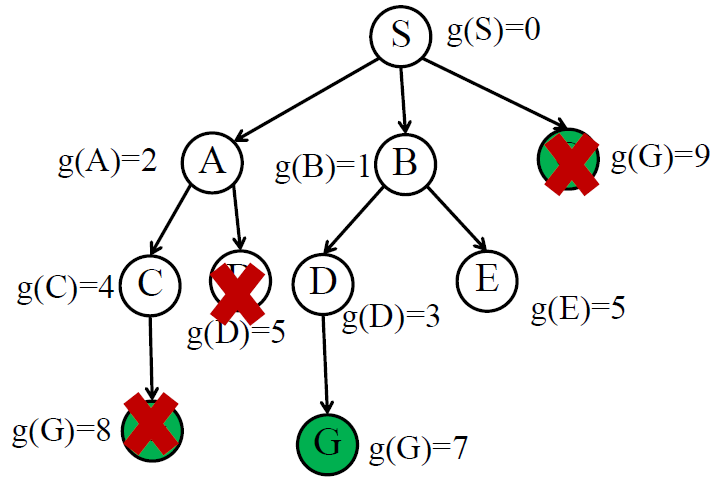 S
g(S)=0
g(A)=2
A
g(B)=1
B
g(G)=9
g(C)=4
C
g(D)=5
D
g(D)=3
E
g(E)=5
g(G)=8
G
g(G)=7